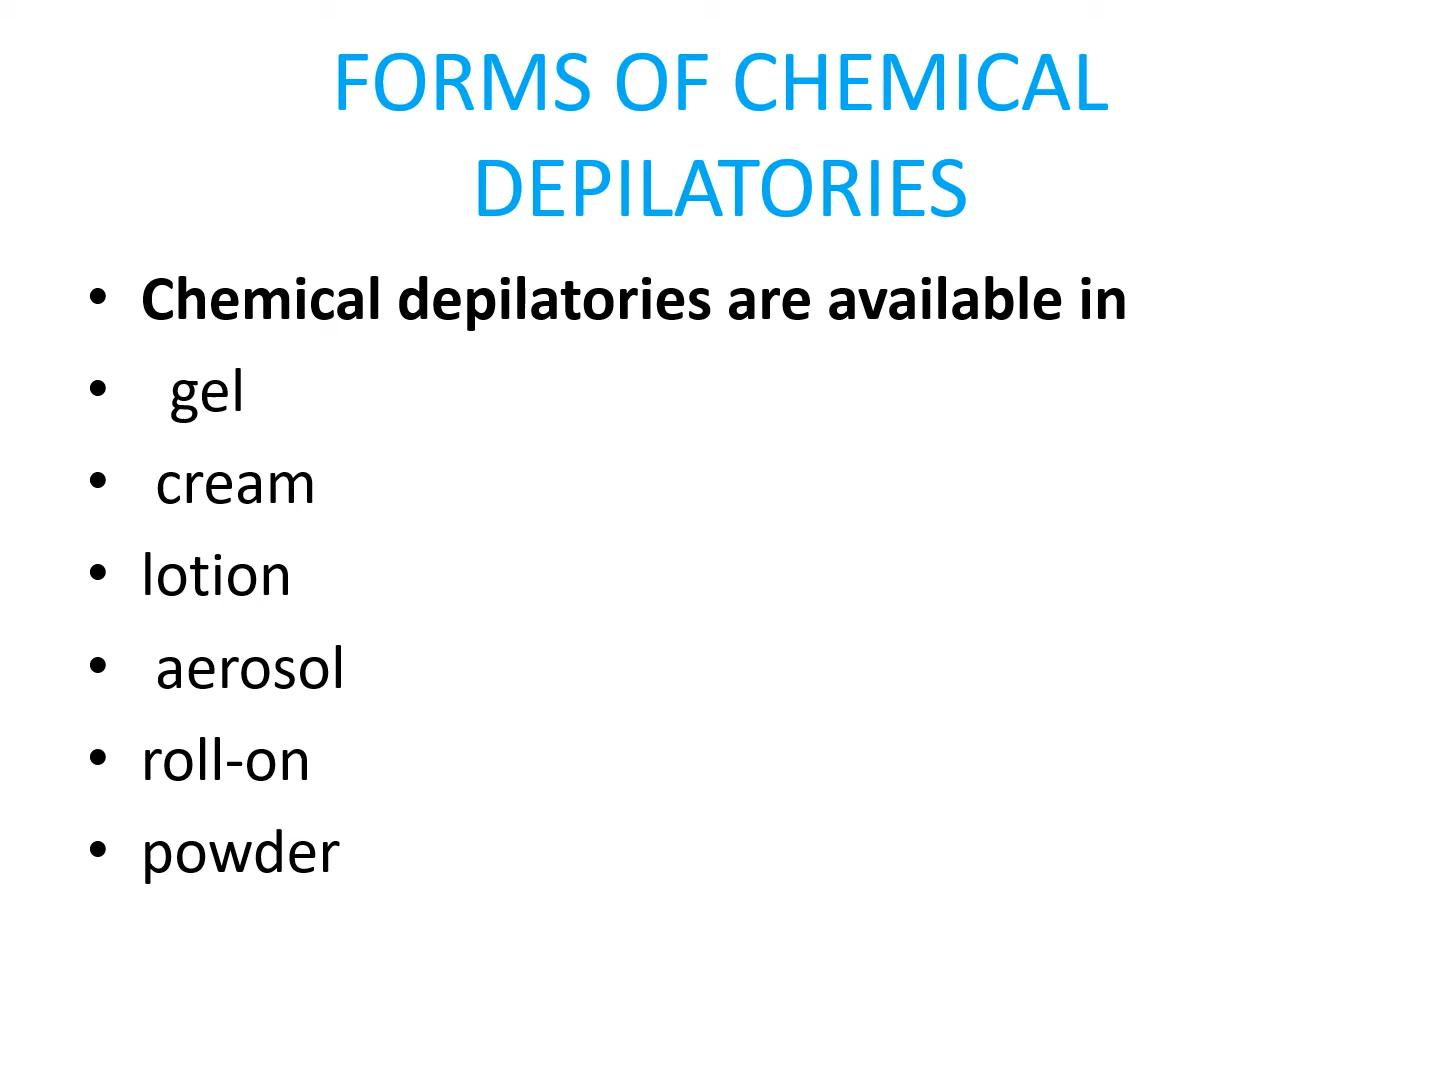 FORMS OF CHEMICAL
DEPILATORIES
• Chemical depilatories are available in
• gel
• cream
• lotion
• aerosol
• roll-on
• powder